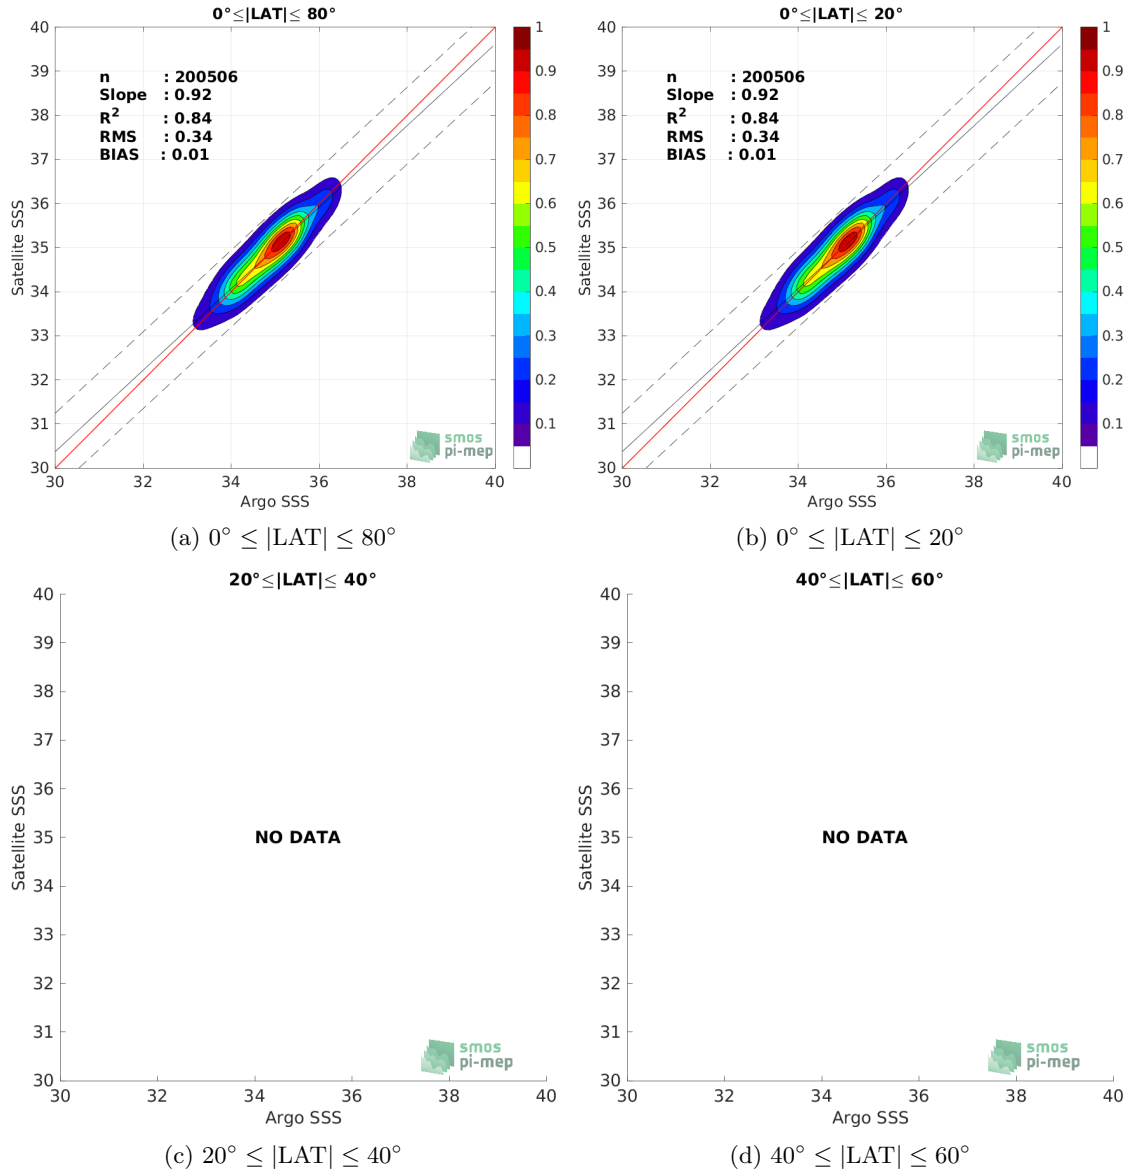 0°≤|LAT|≤ 80°
40
39
38
37
36
35
34
33
32
31
30
Satellite SSS
n : 200506
Slope : 0.92
R² : 0.84
RMS : 0.34
BIAS : 0.01
smos
pi-mep
30 32 34 36 38 40
Argo SSS
1
0.9
0.8
0.7
0.6
0.5
0.4
0.3
0.2
0.1
(a) 0° ≤ |LAT| ≤ 80°
0°≤|LAT|≤ 20°
40
39
38
37
36
35
34
33
32
31
30
Satellite SSS
n : 200506
Slope : 0.92
R² : 0.84
RMS : 0.34
BIAS : 0.01
smos
pi-mep
30 32 34 36 38 40
Argo SSS
1
0.9
0.8
0.7
0.6
0.5
0.4
0.3
0.2
0.1
(b) 0° ≤ |LAT| ≤ 20°
20°≤|LAT|≤ 40°
40
39
38
37
36
35
34
33
32
31
30
Satellite SSS
NO DATA
smos
pi-mep
30 32 34 36 38 40
Argo SSS
(c) 20° ≤ |LAT| ≤ 40°
40°≤|LAT|≤ 60°
40
39
38
37
36
35
34
33
32
31
30
Satellite SSS
NO DATA
smos
pi-mep
30 32 34 36 38 40
Argo SSS
(d) 40° ≤ |LAT| ≤ 60°